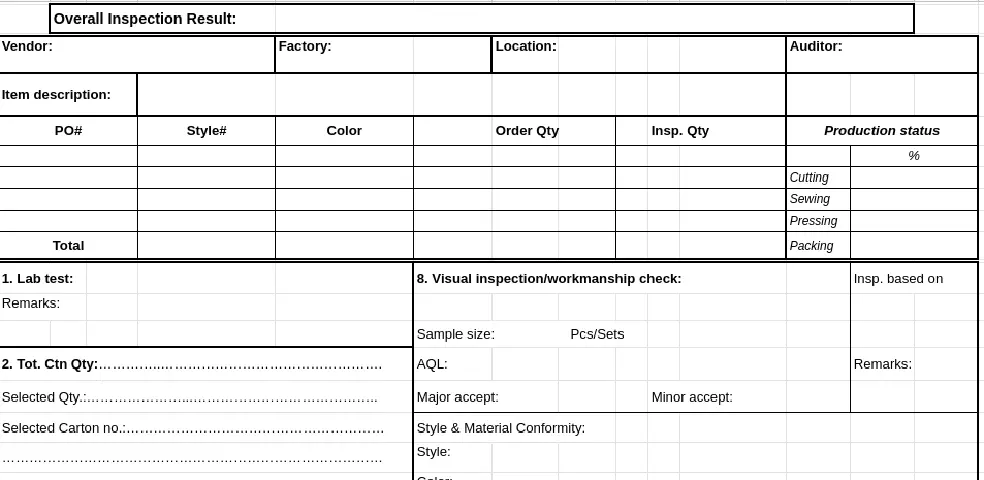 Overall Inspection Result:
Vendor: Factory: Location: Auditor:
Item description:
PO# Style# Color Order Qty Insp. Qty Production status
%
Cutting
Sewing
Pressing
Total Packing
1. Lab test: 8. Visual inspection/workmanship check: Insp. based on
Remarks:
Sample size: Pcs/Sets
2. Tot. Ctn Qty:............................................................ AQL: Remarks:
Selected Qty.:............................................................ Major accept: Minor accept:
Selected Carton no.:...................................................... Style & Material Conformity:
Style:
................................................................................